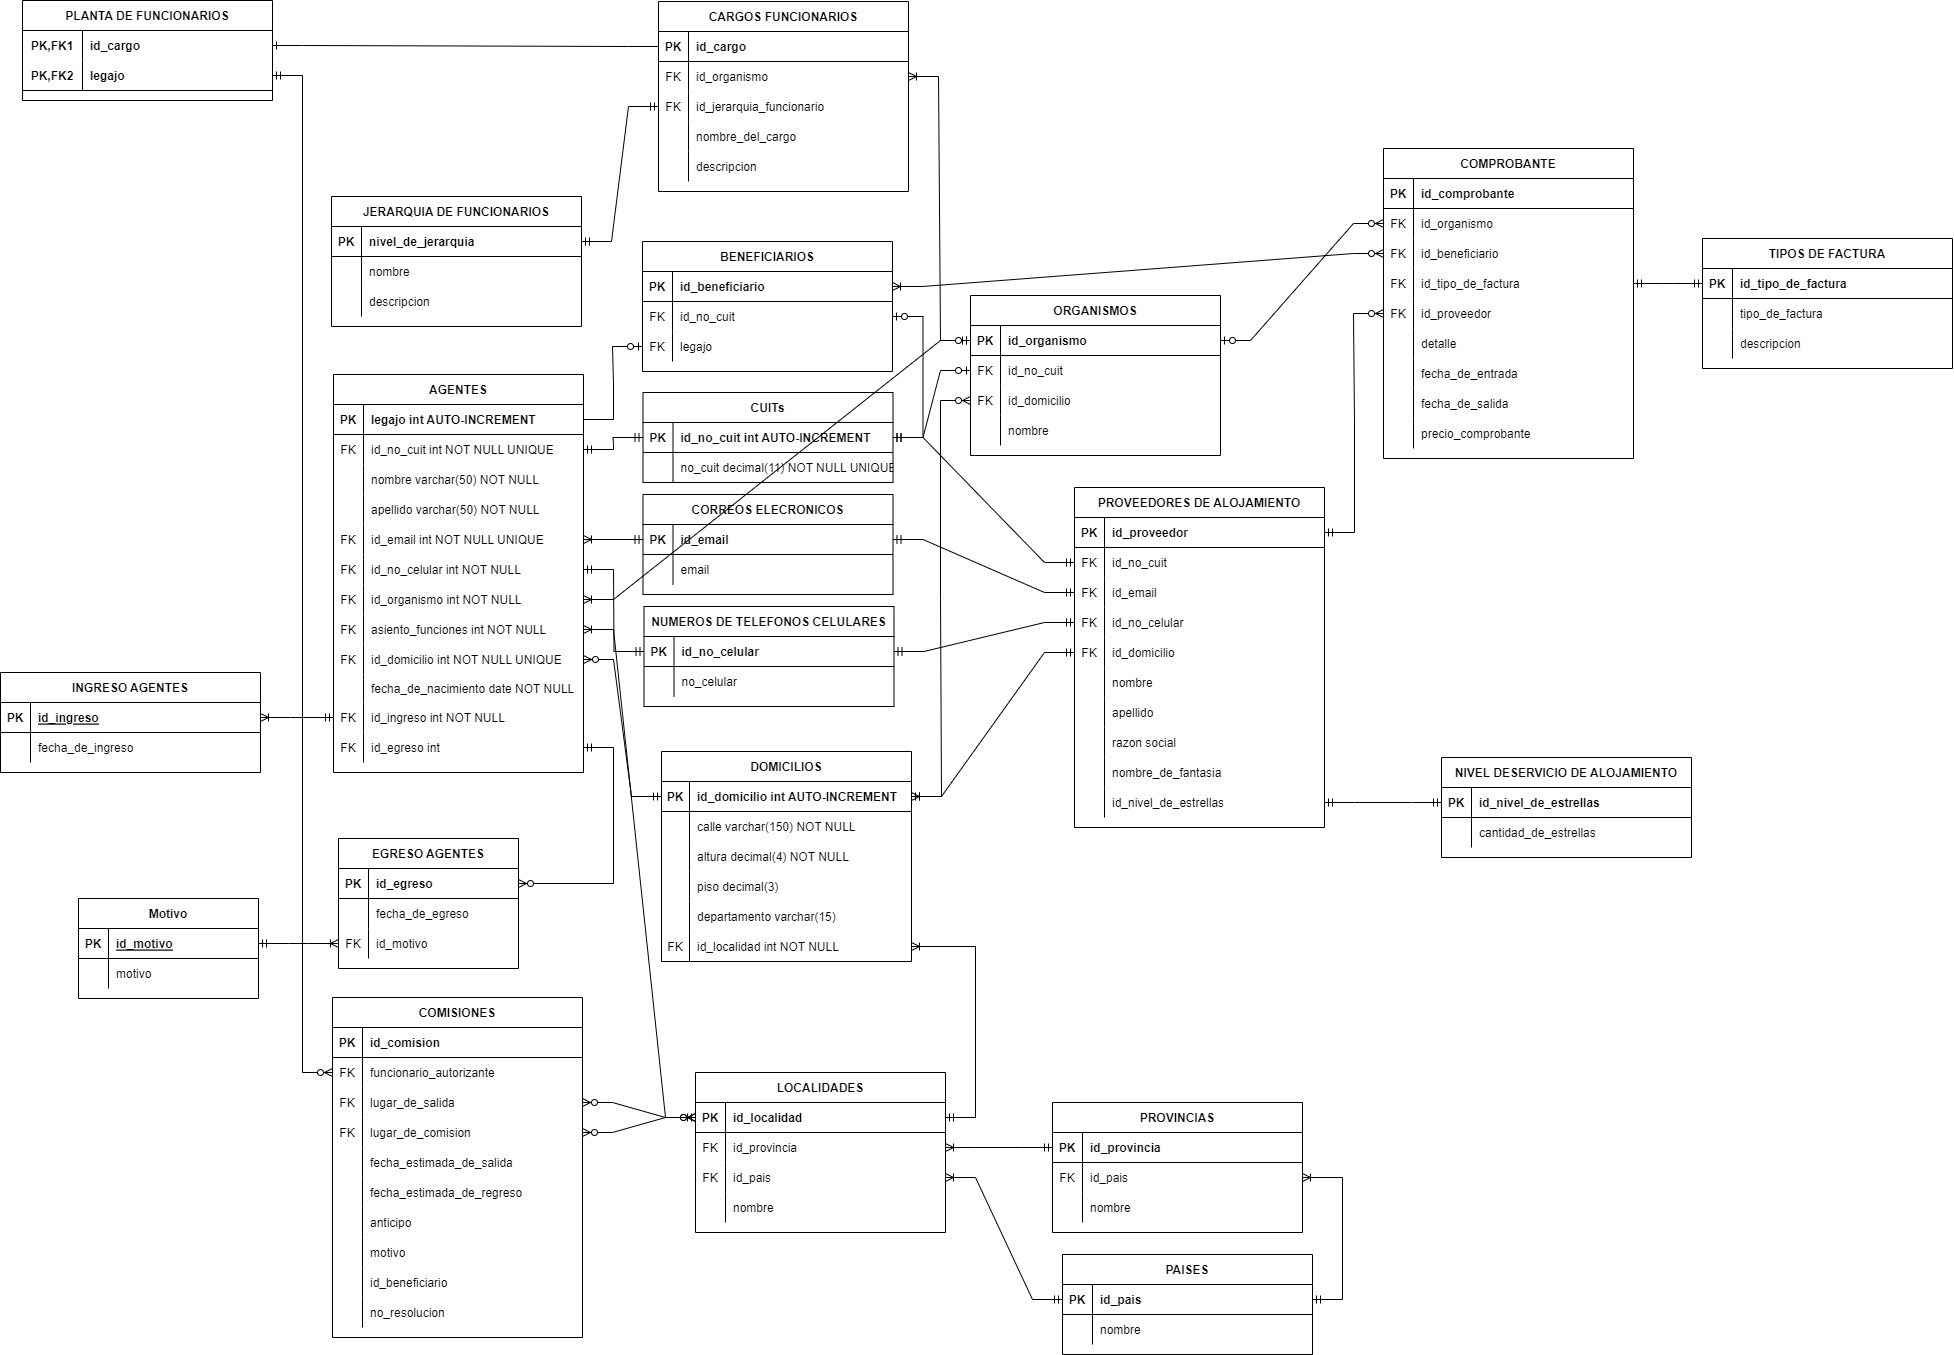 PLANTA DE FUNCIONARIOS
PK,FK1 id_cargo
PK,FK2 legajo
CARGOS FUNCIONARIOS
PK id_cargo
FK id_organismo
FK id_jerarquia_funcionario
nombre_del_cargo
descripcion
JERARQUIA DE FUNCIONARIOS
PK nivel_de_jerarquia
nombre
descripcion
BENEFICIARIOS
PK id_beneficiario
FK id_no_cuit
FK legajo
ORGANISMOS
PK id_organismo
FK id_no_cuit
FK id_domicilio
nombre
COMPROBANTE
PK id_comprobante
FK id_organismo
FK id_beneficiario
FK id_tipo_de_factura
FK id_proveedor
detalle
fecha_de_entrada
fecha_de_salida
precio_comprobante
TIPOS DE FACTURA
PK id_tipo_de_factura
tipo_de_factura
descripcion
AGENTES
PK legajo int AUTO-INCREMENT
FK id_no_cuit int NOT NULL UNIQUE
nombre varchar(50) NOT NULL
apellido varchar(50) NOT NULL
FK id_email int NOT NULL UNIQUE
FK id_no_celular int NOT NULL
FK id_organismo int NOT NULL
FK asiento_funciones int NOT NULL
FK id_domicilio int NOT NULL UNIQUE
fecha_de_nacimiento date NOT NULL
FK id_ingreso int NOT NULL
FK id_egreso int
CUITs
PK id_no_cuit int AUTO-INCREMENT
no_cuit decimal(11) NOT NULL UNIQUE
CORREOS ELECRONICOS
PK id_email
email
NUMEROS DE TELEFONOS CELULARES
PK id_no_celular
no_celular
PROVEEDORES DE ALOJAMIENTO
PK id_proveedor
FK id_no_cuit
FK id_email
FK id_no_celular
FK id_domicilio
nombre
apellido
razon social
nombre_de_fantasia
id_nivel_de_estrellas
INGRESO AGENTES
PK id_ingreso
fecha_de_ingreso
DOMICILIOS
PK id_domicilio int AUTO-INCREMENT
calle varchar(150) NOT NULL
altura decimal(4) NOT NULL
piso decimal(3)
departamento varchar(15)
FK id_localidad int NOT NULL
NIVEL DESERVICIO DE ALOJAMIENTO
PK id_nivel_de_estrellas
cantidad_de_estrellas
EGRESO AGENTES
PK id_egreso
fecha_de_egreso
FK id_motivo
Motivo
PK id_motivo
motivo
COMISIONES
PK id_comision
FK funcionario_autorizante
FK lugar_de_salida
FK lugar_de_comision
fecha_estimada_de_salida
fecha_estimada_de_regreso
anticipo
motivo
id_beneficiario
no_resolucion
LOCALIDADES
PK id_localidad
FK id_provincia
FK id_pais
nombre
PROVINCIAS
PK id_provincia
FK id_pais
nombre
PAISES
PK id_pais
nombre